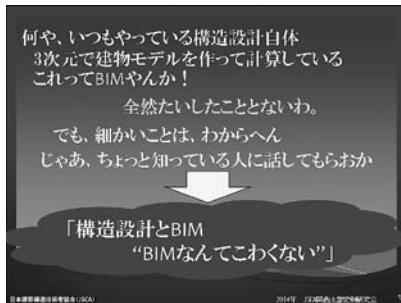 何や、いつもやっている構造設計自体
3次元で建物モデルを作って計算している
これってBIMやんか！
全然たいしたこととないわ。
でも、細かいことは、わからへん
じゃあ、ちょっと知っている人に話してもらおか
「構造設計とBIM
“BIMなんてこわくない”」
日本建築構造技術者協会(JSCA)
2014年